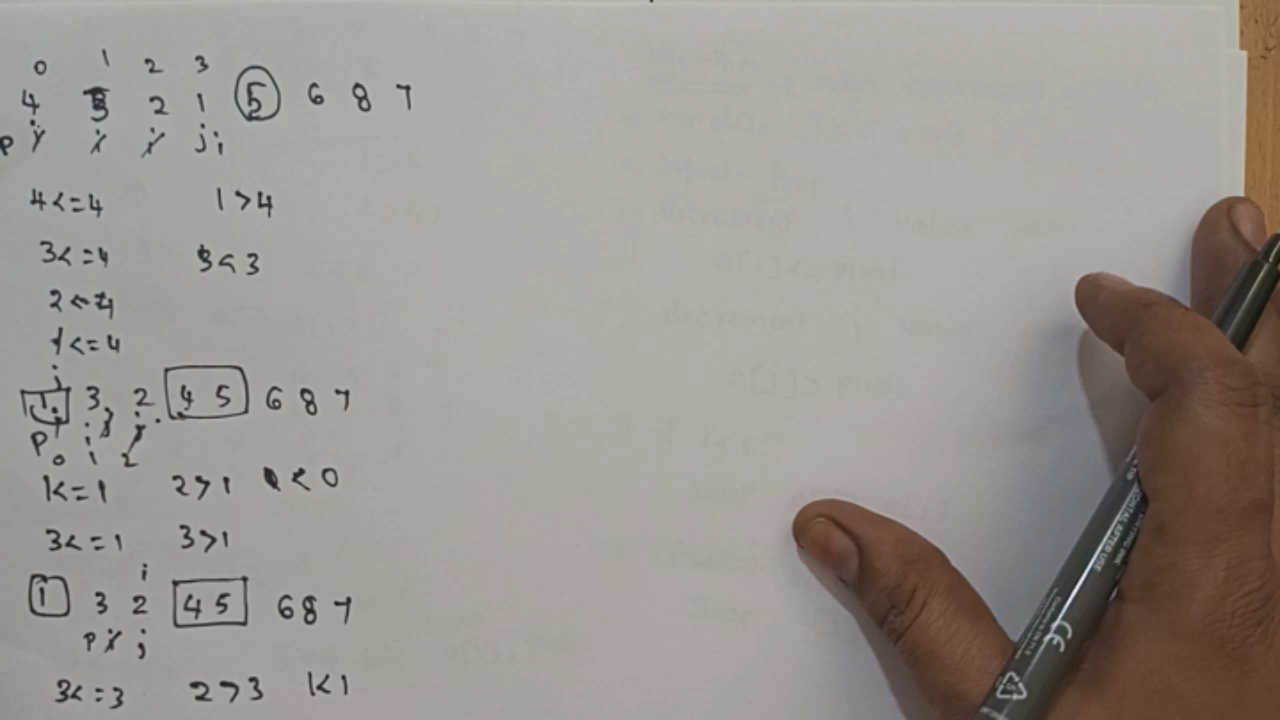 0 1 2 3
4 3 2 1 5 6 8 7
P i i i j i
4<=4 1>4
3<=4 3<3
2<=4
1<=4
j
1 3 2 4 5 6 8 7
P i
0 1 2
1<=1 2>1 <0
3<=1 3>1
i
1 3 2 4 5 6 8 7
P i j
3<=3 2>3 1<1
CE